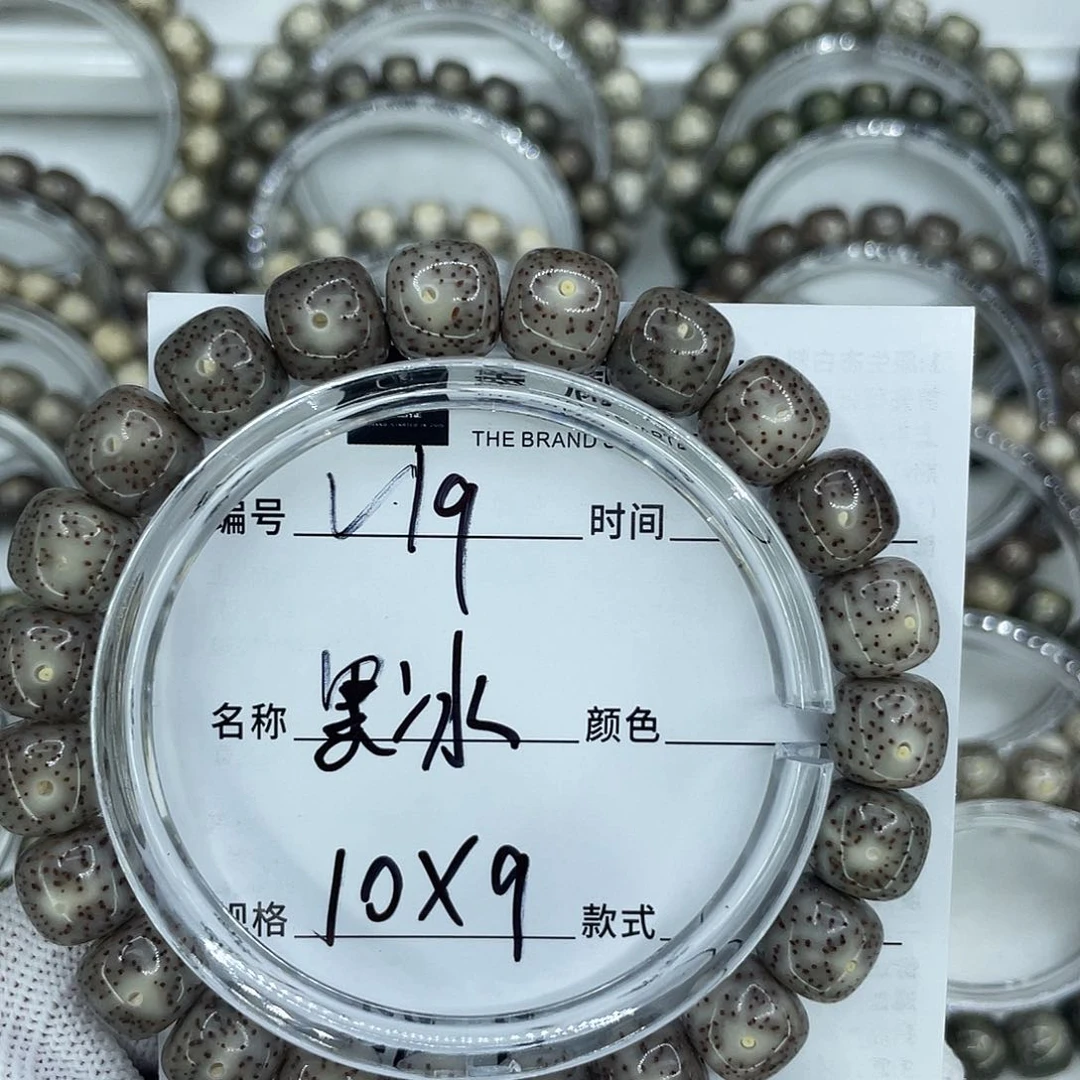 THE BRAND
编号 V19 时间
名称 黑冰 颜色
规格 10X9 款式